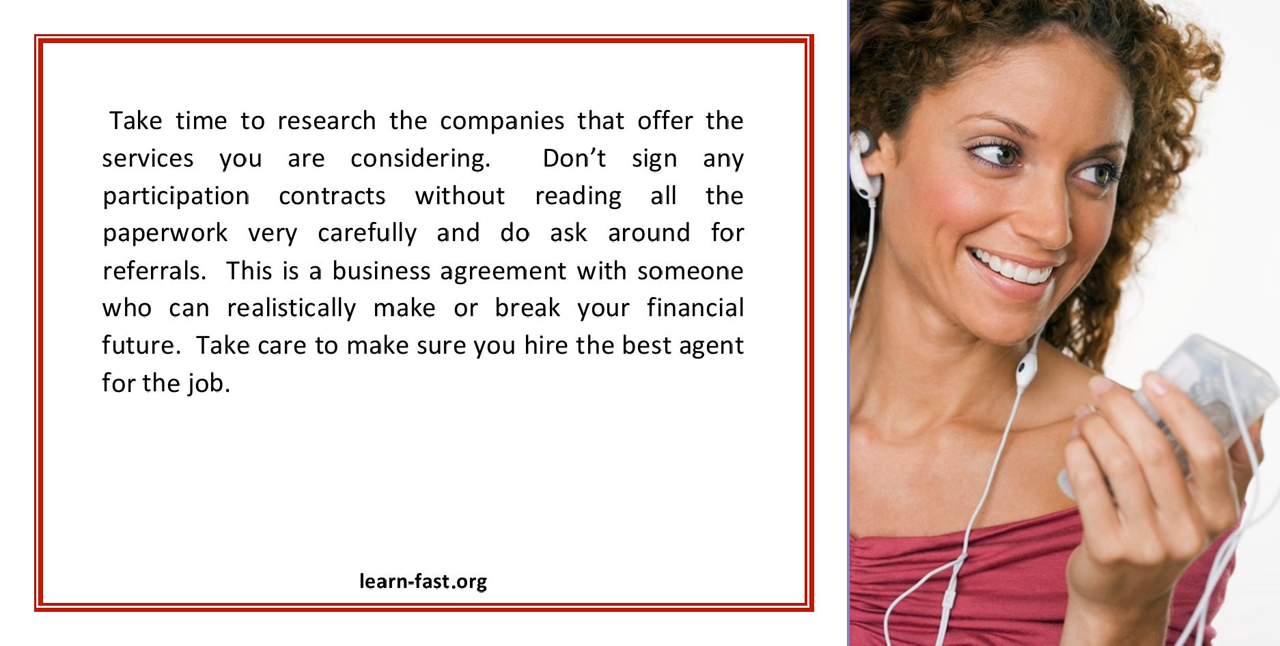 Take time to research the companies that offer the
services you are considering. Don’t sign any
participation contracts without reading all the
paperwork very carefully and do ask around for
referrals. This is a business agreement with someone
who can realistically make or break your financial
future. Take care to make sure you hire the best agent
for the job.
learn-fast.org